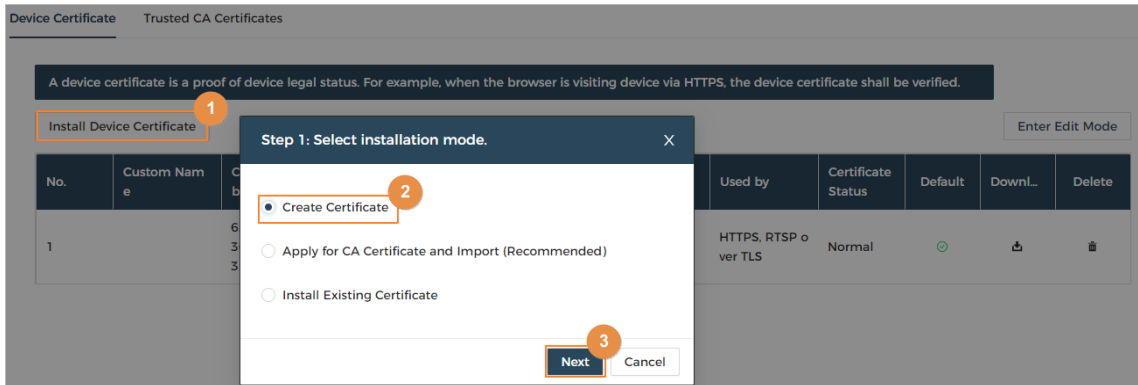 Device Certificate Trusted CA Certificates
A device certificate is a proof of device legal status. For example, when the browser is visiting device via HTTPS, the device certificate shall be verified.
1
Install Device Certificate
Enter Edit Mode
Step 1: Select installation mode. X
No.
Custom Nam
e
C
b
Used by
Certificate
Status
Default
Downl...
Delete
2
Create Certificate
Apply for CA Certificate and Import (Recommended)
Install Existing Certificate
1
6
3
3
HTTPS, RTSP o
ver TLS
Normal
3
Next Cancel